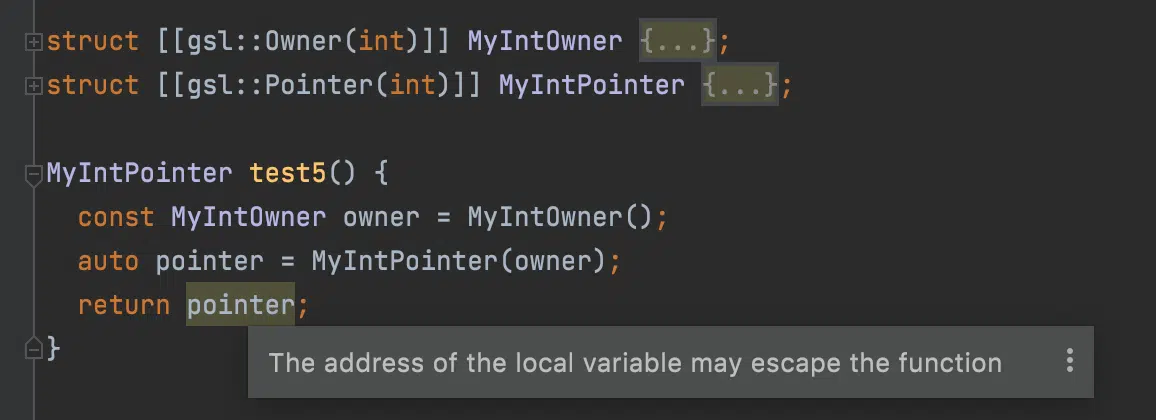 struct [[gsl::Owner(int)]] MyIntOwner {...};
struct [[gsl::Pointer(int)]] MyIntPointer {...};
MyIntPointer test5() {
const MyIntOwner owner = MyIntOwner();
auto pointer = MyIntPointer(owner);
return pointer;
}
The address of the local variable may escape the function